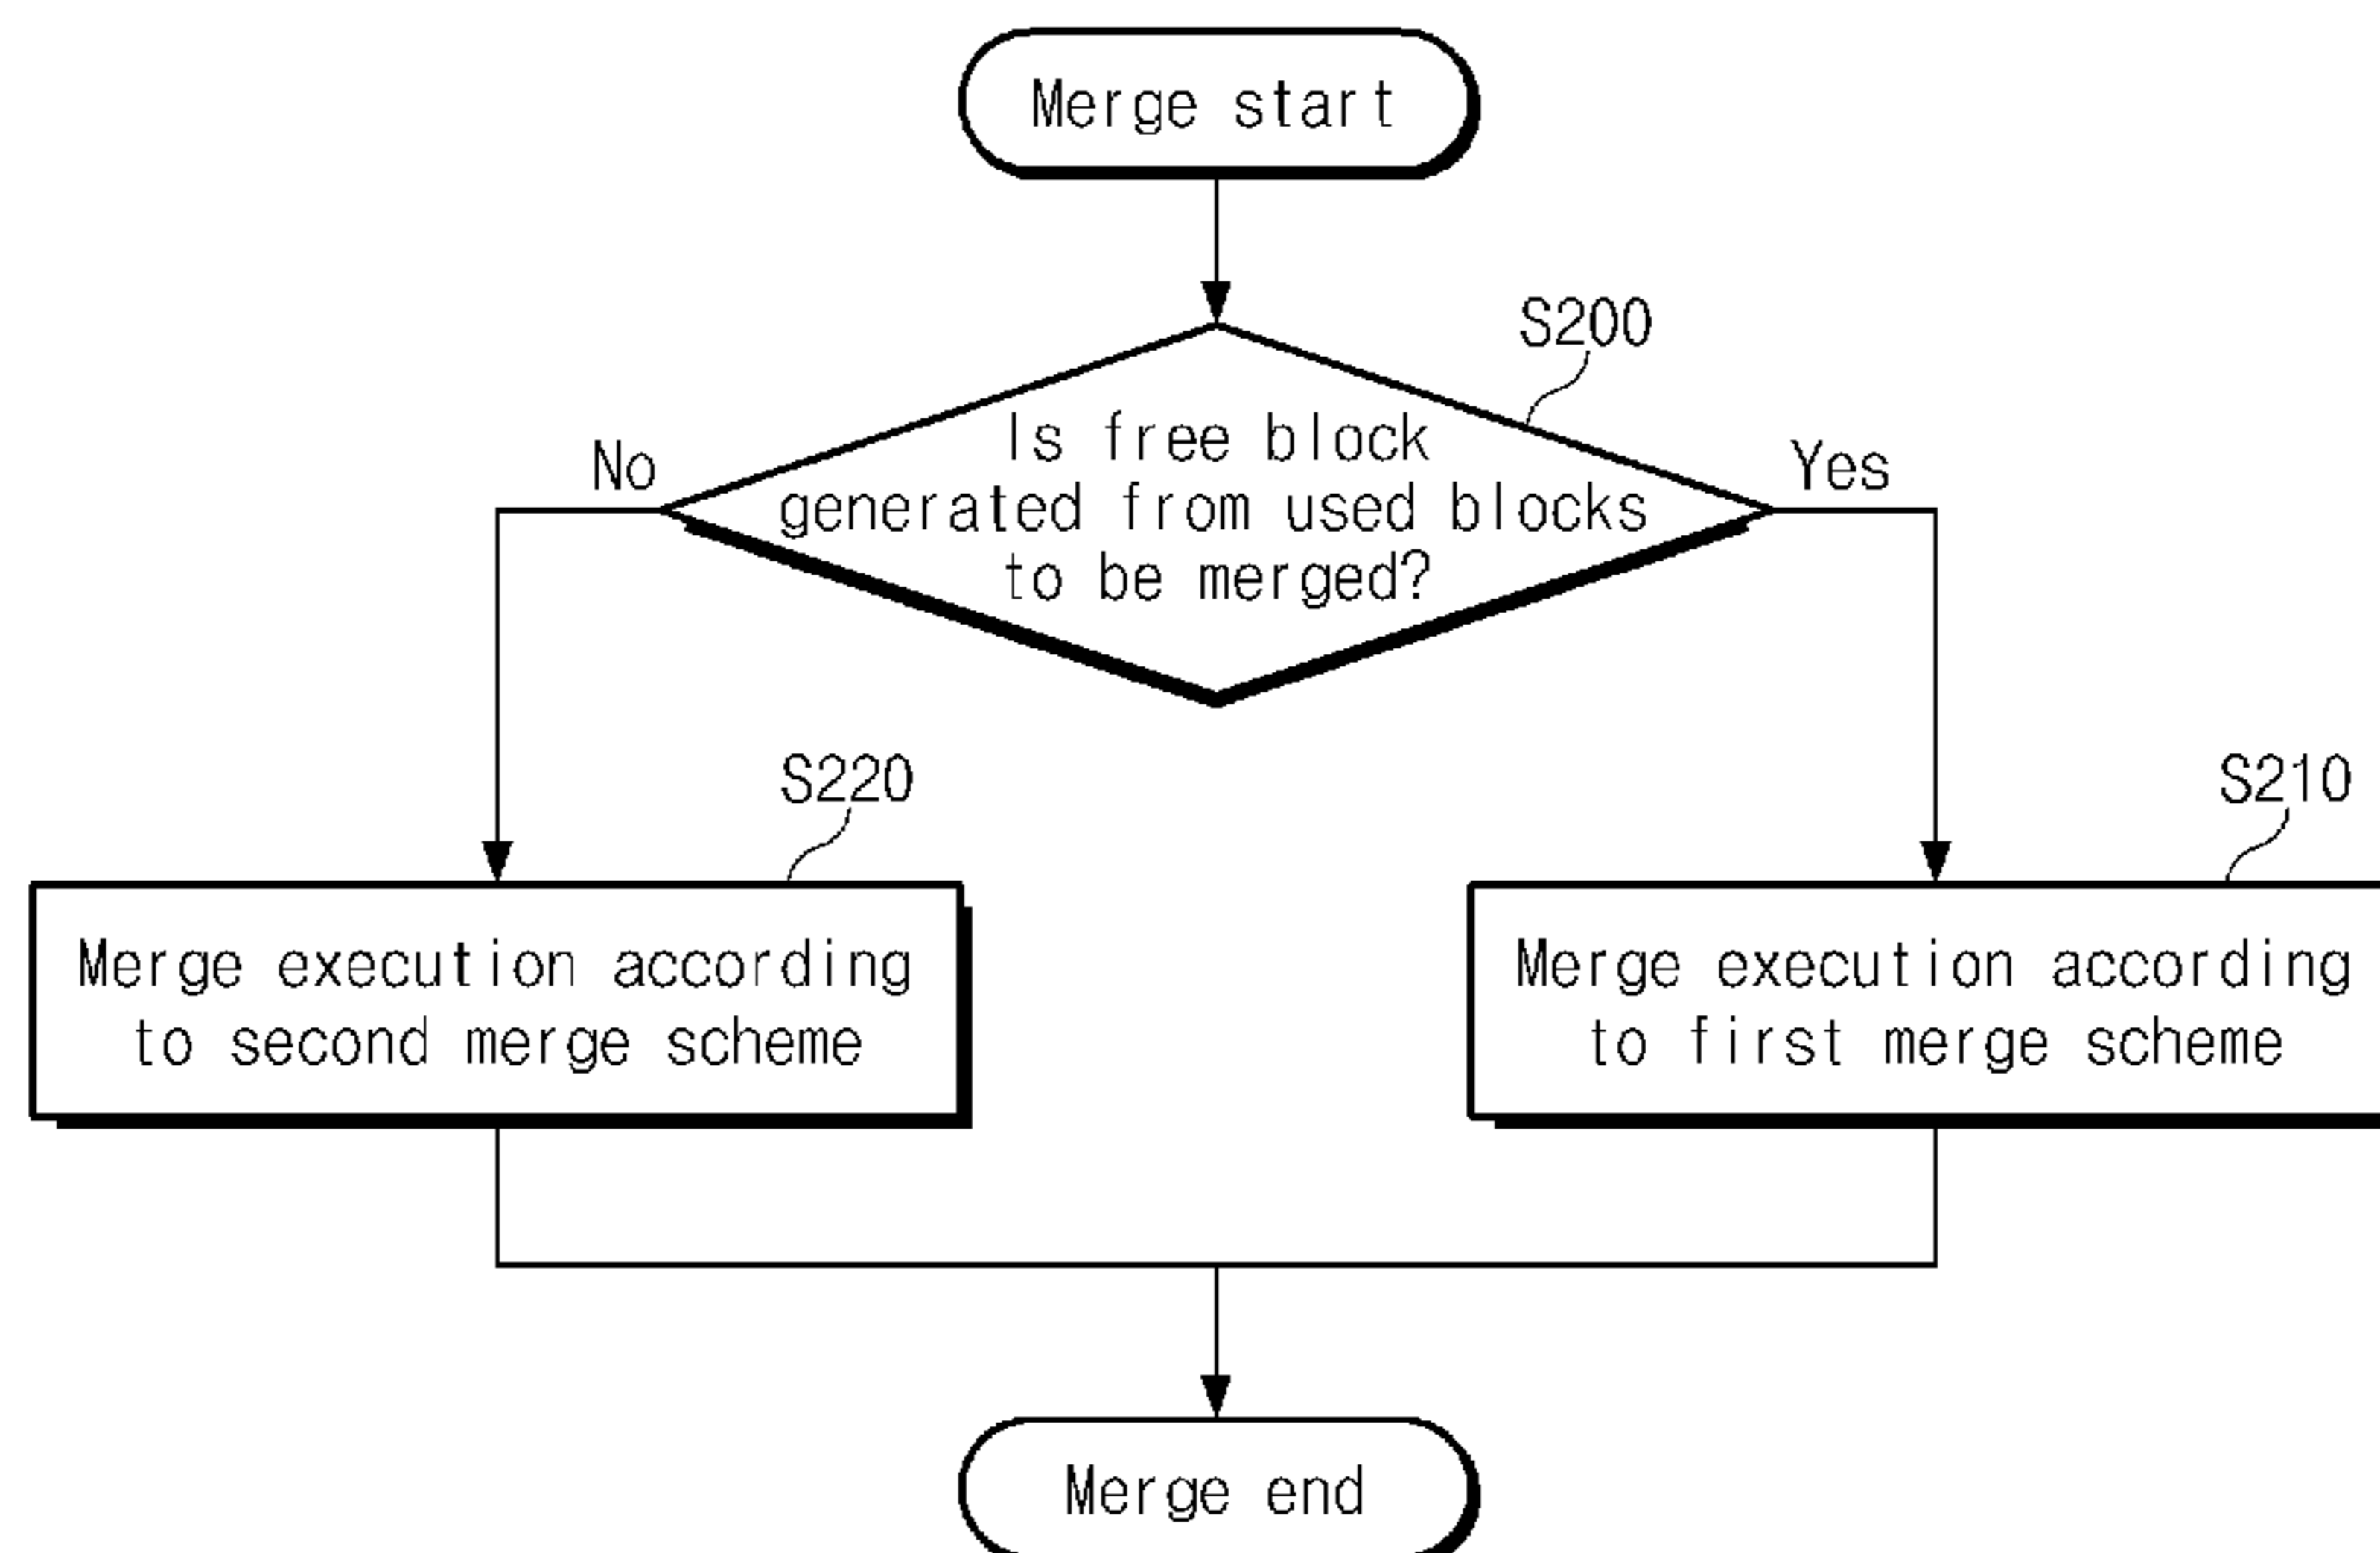 Merge start
S200
Is free block
generated from used blocks
to be merged?
No
Yes
S220
S210
Merge execution according
to second merge scheme
Merge execution according
to first merge scheme
Merge end